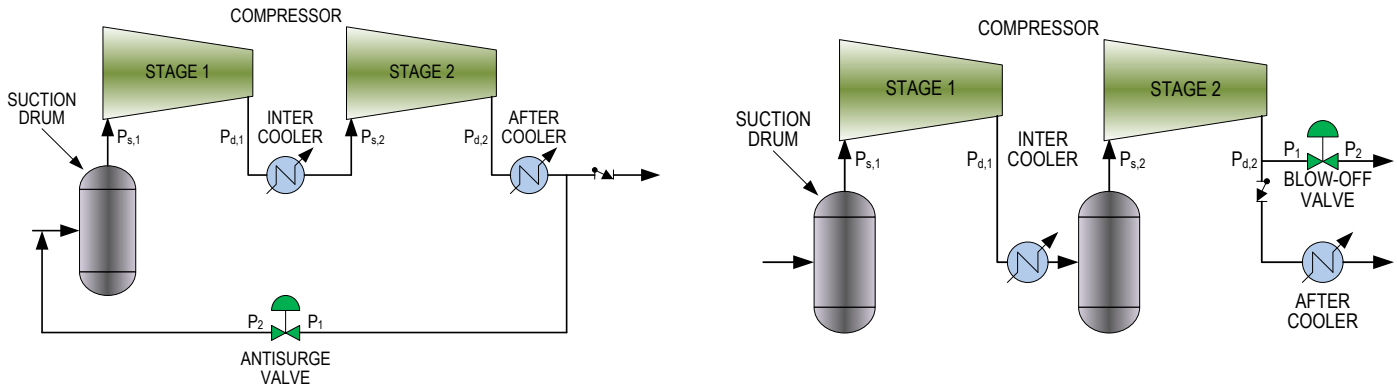 COMPRESSOR
STAGE 1
STAGE 2
SUCTION
DRUM
Ps,1
Pd,1
INTER
COOLER
Ps,2
Pd,2
AFTER
COOLER
P2
P1
ANTISURGE
VALVE
COMPRESSOR
STAGE 1
STAGE 2
SUCTION
DRUM
Ps,1
Pd,1
INTER
COOLER
Ps,2
Pd,2
P1
P2
BLOW-OFF
VALVE
AFTER
COOLER